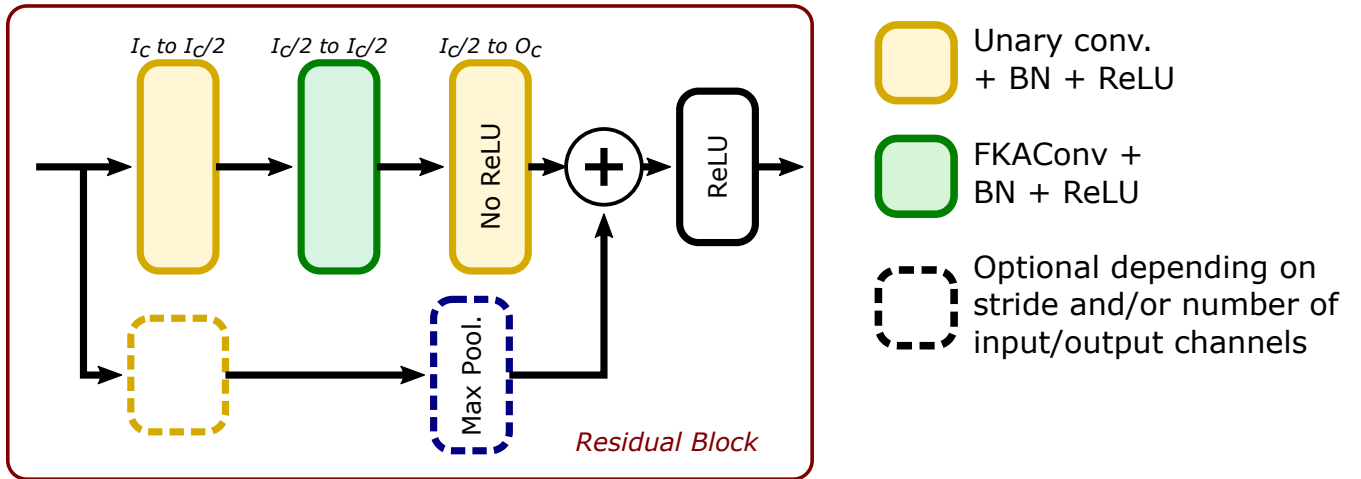 I_C to I_C/2
I_C/2 to I_C/2
I_C/2 to O_C
No ReLU
ReLU
Max Pool.
Residual Block
Unary conv.
+ BN + ReLU
FKAConv +
BN + ReLU
Optional depending on
stride and/or number of
input/output channels